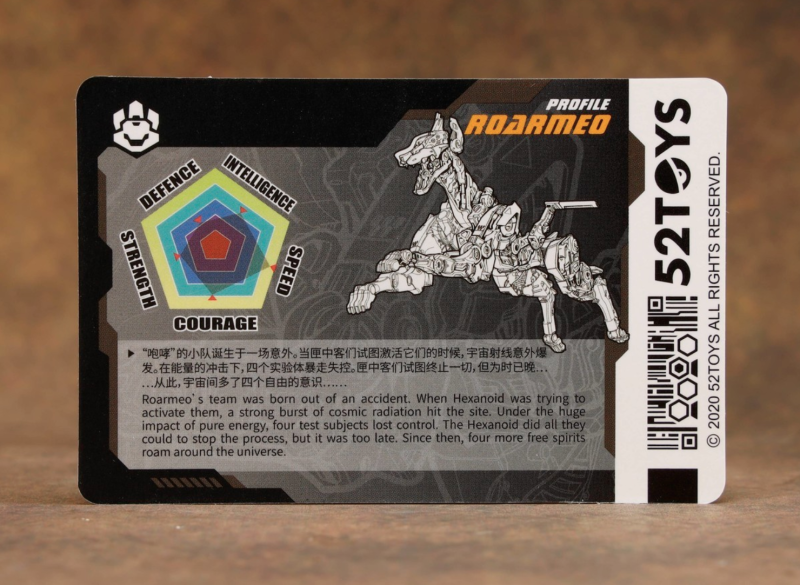 PROFILE
ROARMEO
DEFENCE
INTELLIGENCE
STRENGTH
SPEED
COURAGE
“咆哮”的小队诞生于一场意外。当匣中客们试图激活它们的时候，宇宙射线意外爆
发。在能量的冲击下，四个实验体暴走失控。匣中客们试图终止一切，但为时已晚…
…从此，宇宙间多了四个自由的意识……
Roarmeo's team was born out of an accident. When Hexanoid was trying to
activate them, a strong burst of cosmic radiation hit the site. Under the huge
impact of pure energy, four test subjects lost control. The Hexanoid did all they
could to stop the process, but it was too late. Since then, four more free spirits
roam around the universe.
52TOYS
© 2020 52TOYS ALL RIGHTS RESERVED.